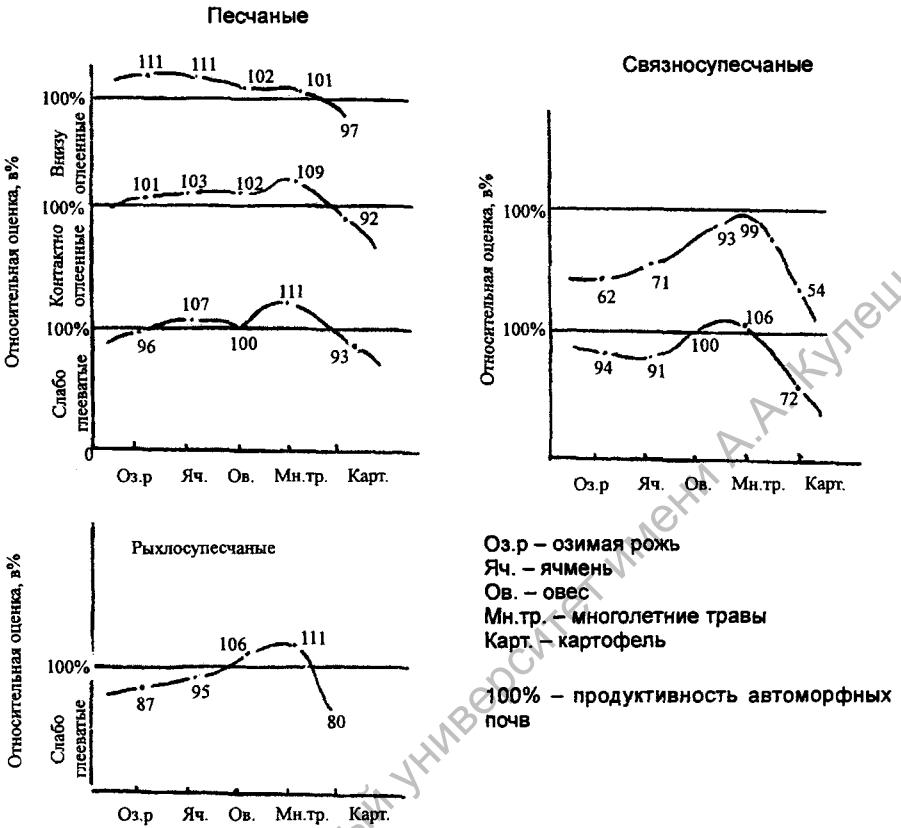 Песчаные
Относительная оценка, в%
Внизу
оглеенные
100%
111
111
102
101
97
Контактно
оглеенные
100%
101
103
102
109
92
Слабо
глееватые
100%
96
107
100
111
93
0
Оз.р Яч. Ов. Мн.тр. Карт.
Связносупесчаные
Относительная оценка, в%
100%
62
71
93
99
54
100%
94
91
100
106
72
Оз.р Яч. Ов. Мн.тр. Карт.
Рыхлосупесчаные
Относительная оценка, в%
Слабо
глееватые
100%
87
95
106
111
80
Оз.р Яч. Ов. Мн.тр. Карт.
Оз.р – озимая рожь
Яч. – ячмень
Ов. – овес
Мн.тр. – многолетние травы
Карт. – картофель
100% – продуктивность автоморфных
почв
университет имени А.А.